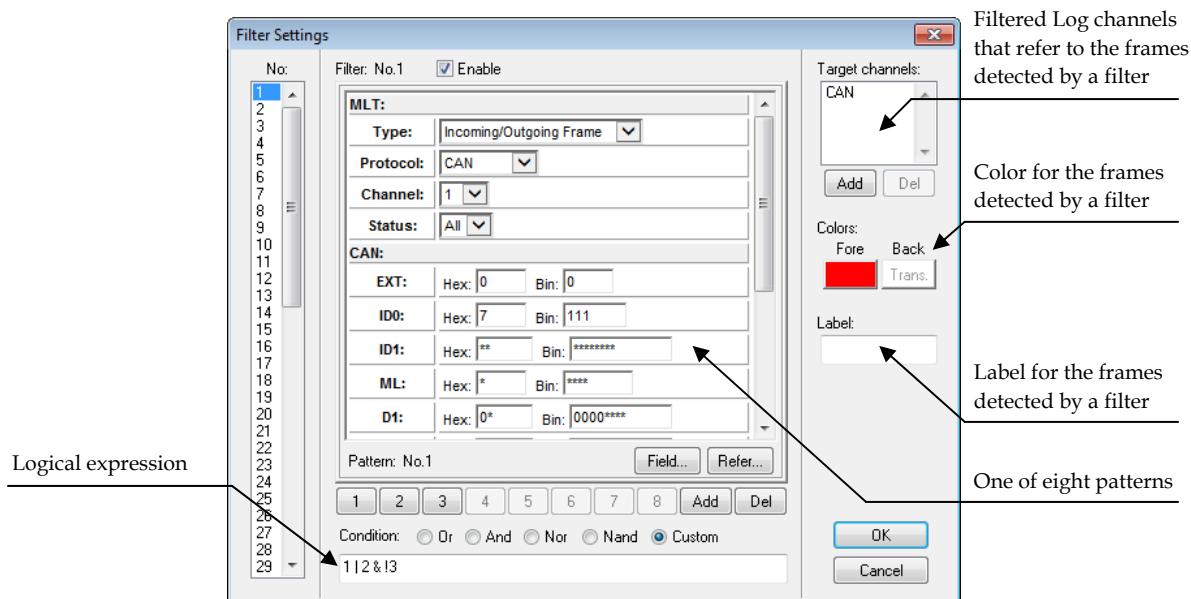 Filter Settings
No:
1
2
3
4
5
6
7
8
9
10
11
12
13
14
15
16
17
18
19
20
21
22
23
24
25
26
27
28
29
Filter: No.1 Enable
MLT:
Type: Incoming/Outgoing Frame
Protocol: CAN
Channel: 1
Status: All
CAN:
EXT: Hex: 0 Bin: 0
ID0: Hex: 7 Bin: 111
ID1: Hex: ** Bin: ********
ML: Hex: * Bin: ****
D1: Hex: 0* Bin: 0000****
Pattern: No.1 Field... Refer...
1 2 3 4 5 6 7 8 Add Del
Condition: Or And Nor Nand Custom
1 | 2 & !3
Target channels:
CAN
Add Del
Colors:
Fore Back
Trans.
Label:
OK
Cancel
Filtered Log channels
that refer to the frames
detected by a filter
Color for the frames
detected by a filter
Label for the frames
detected by a filter
One of eight patterns
Logical expression